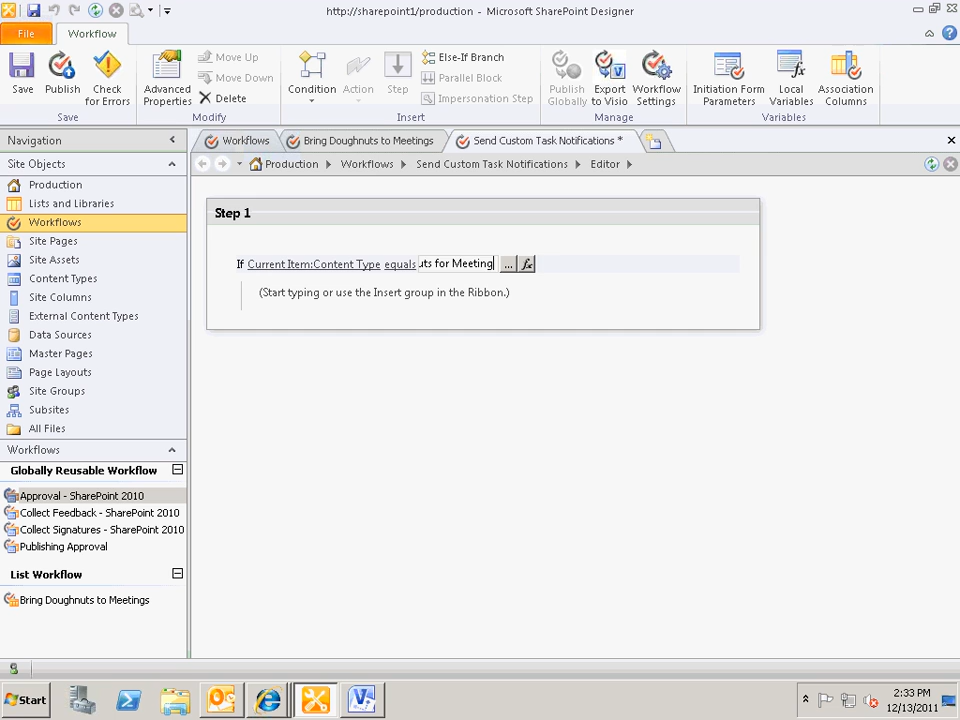 http://sharepoint1/production - Microsoft SharePoint Designer
File
Workflow
Save
Publish
Check for Errors
Save
Advanced Properties
Move Up
Move Down
Delete
Modify
Condition
Action
Step
Else-If Branch
Parallel Block
Impersonation Step
Insert
Publish Globally
Export to Visio
Workflow Settings
Manage
Initiation Form Parameters
Local Variables
Association Columns
Variables
Navigation
Workflows
Bring Doughnuts to Meetings
Send Custom Task Notifications *
Production
Workflows
Send Custom Task Notifications
Editor
Site Objects
Production
Lists and Libraries
Workflows
Site Pages
Site Assets
Content Types
Site Columns
External Content Types
Data Sources
Master Pages
Page Layouts
Site Groups
Subsites
All Files
Workflows
Globally Reusable Workflow
Approval - SharePoint 2010
Collect Feedback - SharePoint 2010
Collect Signatures - SharePoint 2010
Publishing Approval
List Workflow
Bring Doughnuts to Meetings
Step 1
If Current Item:Content Type equals uts for Meeting ... fx
(Start typing or use the Insert group in the Ribbon.)
Start
2:33 PM
12/13/2011